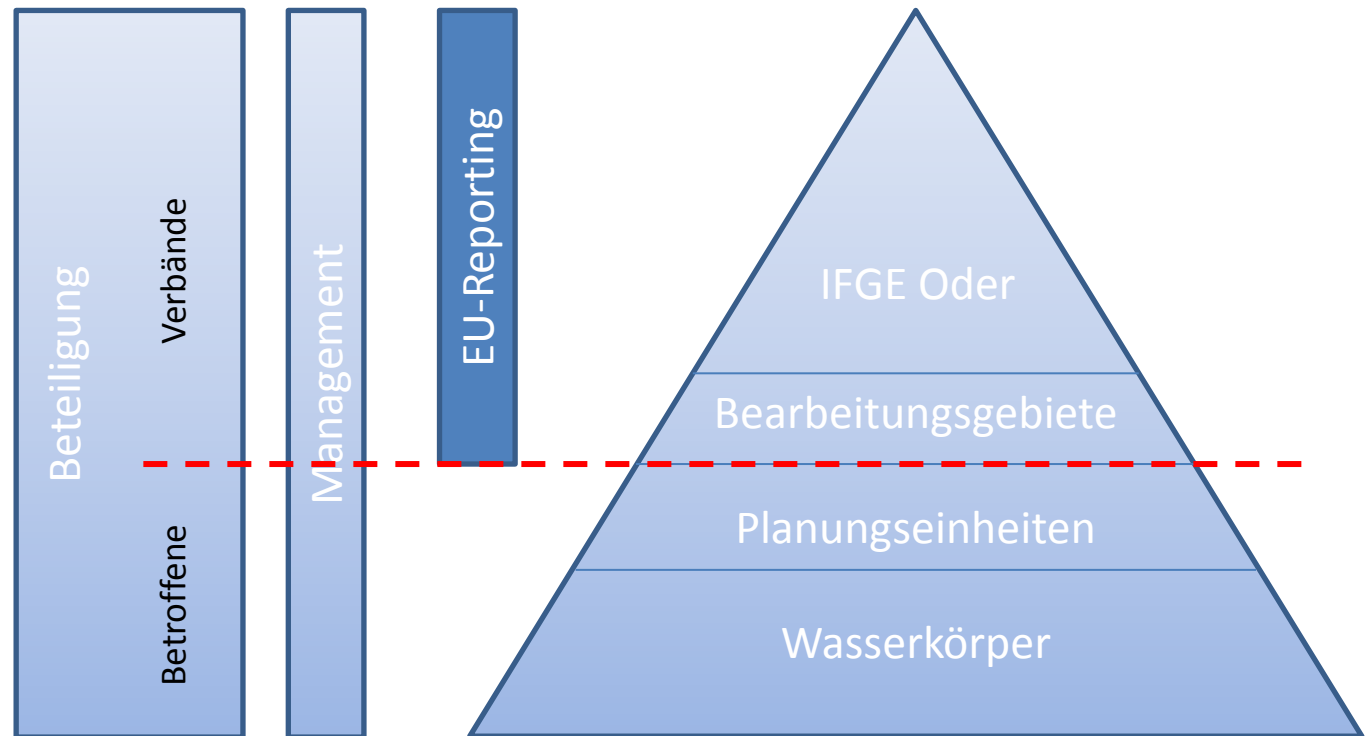 Beteiligung
Verbände
Betroffene
Management
EU-Reporting
IFGE Oder
Bearbeitungsgebiete
Planungseinheiten
Wasserkörper